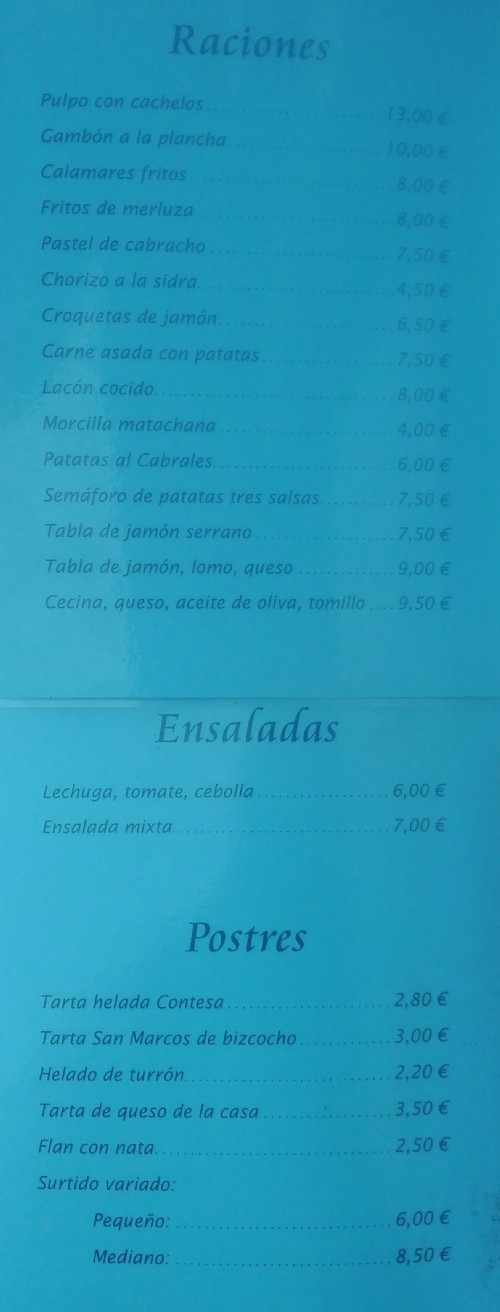 Raciones
Pulpo con cachelos 13,00 €
Gambón a la plancha 10,00 €
Calamares fritos 8,00 €
Fritos de merluza 8,00 €
Pastel de cabracho 7,50 €
Chorizo a la sidra 4,50 €
Croquetas de jamón 6,50 €
Carne asada con patatas 7,50 €
Lacón cocido 8,00 €
Morcilla matachana 4,00 €
Patatas al Cabrales 6,00 €
Semáforo de patatas tres salsas 7,50 €
Tabla de jamón serrano 7,50 €
Tabla de jamón, lomo, queso 9,00 €
Cecina, queso, aceite de oliva, tomillo 9,50 €
Ensaladas
Lechuga, tomate, cebolla 6,00 €
Ensalada mixta 7,00 €
Postres
Tarta helada Contesa 2,80 €
Tarta San Marcos de bizcocho 3,00 €
Helado de turrón 2,20 €
Tarta de queso de la casa 3,50 €
Flan con nata 2,50 €
Surtido variado:
Pequeño: 6,00 €
Mediano: 8,50 €